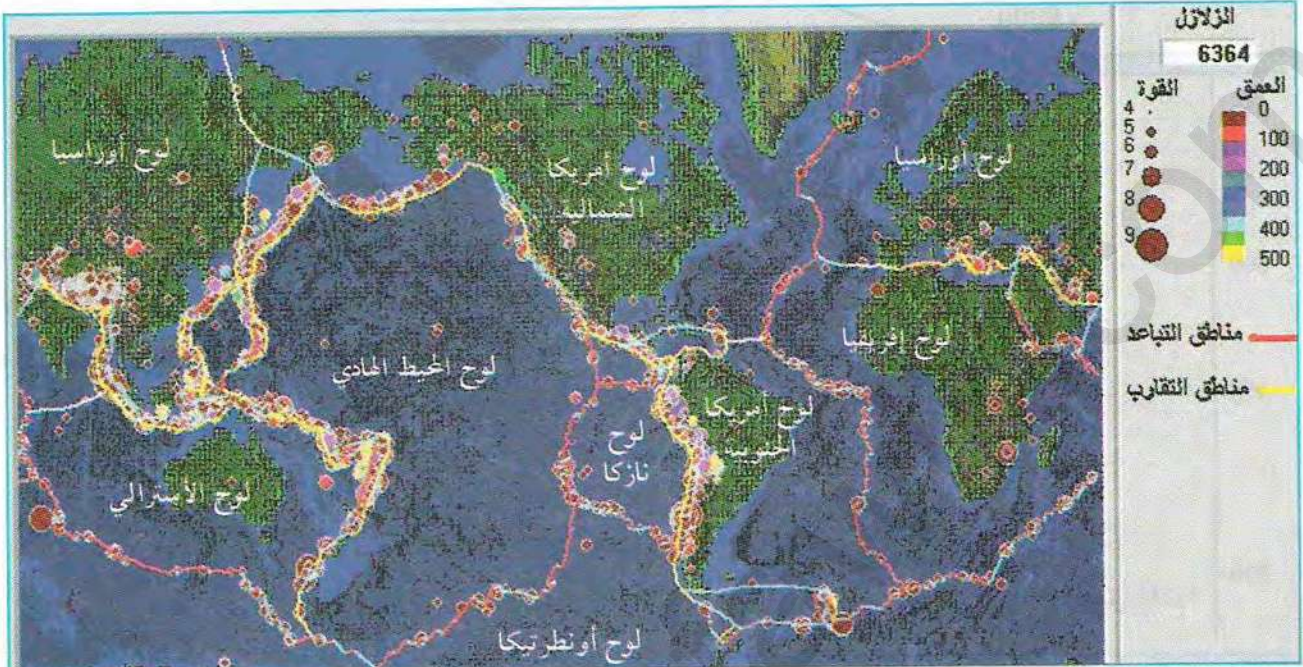 الزلازل
6364
القوة
4
5
6
7
8
9
العمق
0
100
200
300
400
500
مناطق التباعد
مناطق التقارب
لوح أوراسيا
لوح أمريكا
الشمالية
لوح أوراسيا
لوح المحيط الهادي
لوح إفريقيا
لوح أمريكا
الجنوبية
لوح
نازكا
لوح الأسترالي
لوح أونطرتيكا
com